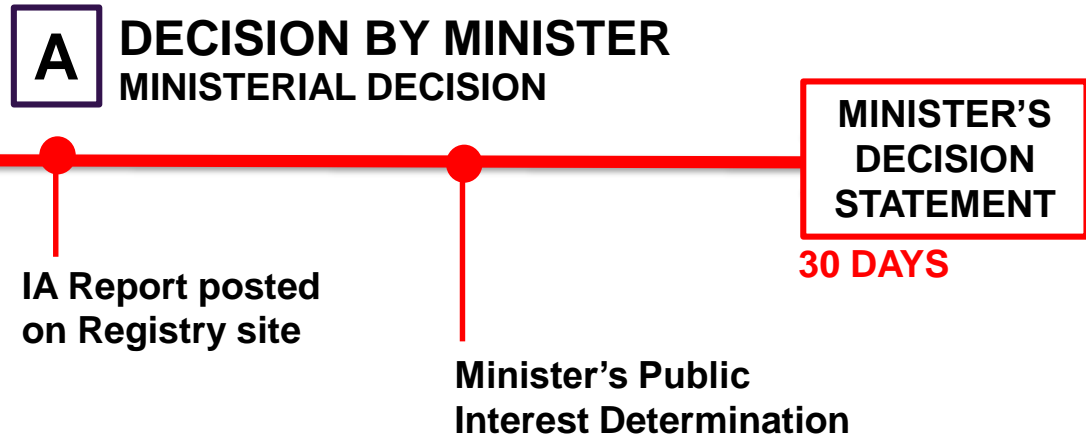 A
DECISION BY MINISTER
MINISTERIAL DECISION
MINISTER’S
DECISION
STATEMENT
30 DAYS
IA Report posted
on Registry site
Minister’s Public
Interest Determination